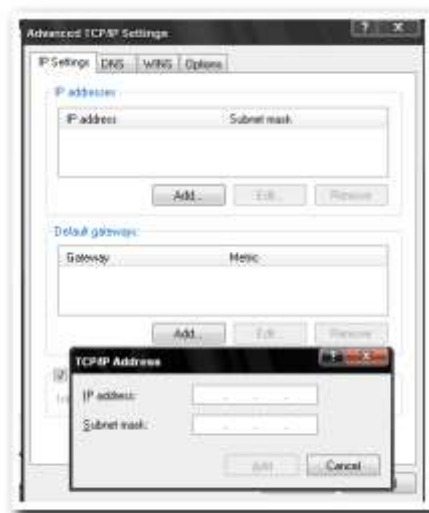 Advanced TCP/IP Settings
IP Settings DNS WINS Options
IP addresses
IP address Subnet mask
Add... Edit... Remove
Default gateways:
Gateway Metric
Add... Edit... Remove
TCP/IP Address
IP address:
Subnet mask:
Add Cancel